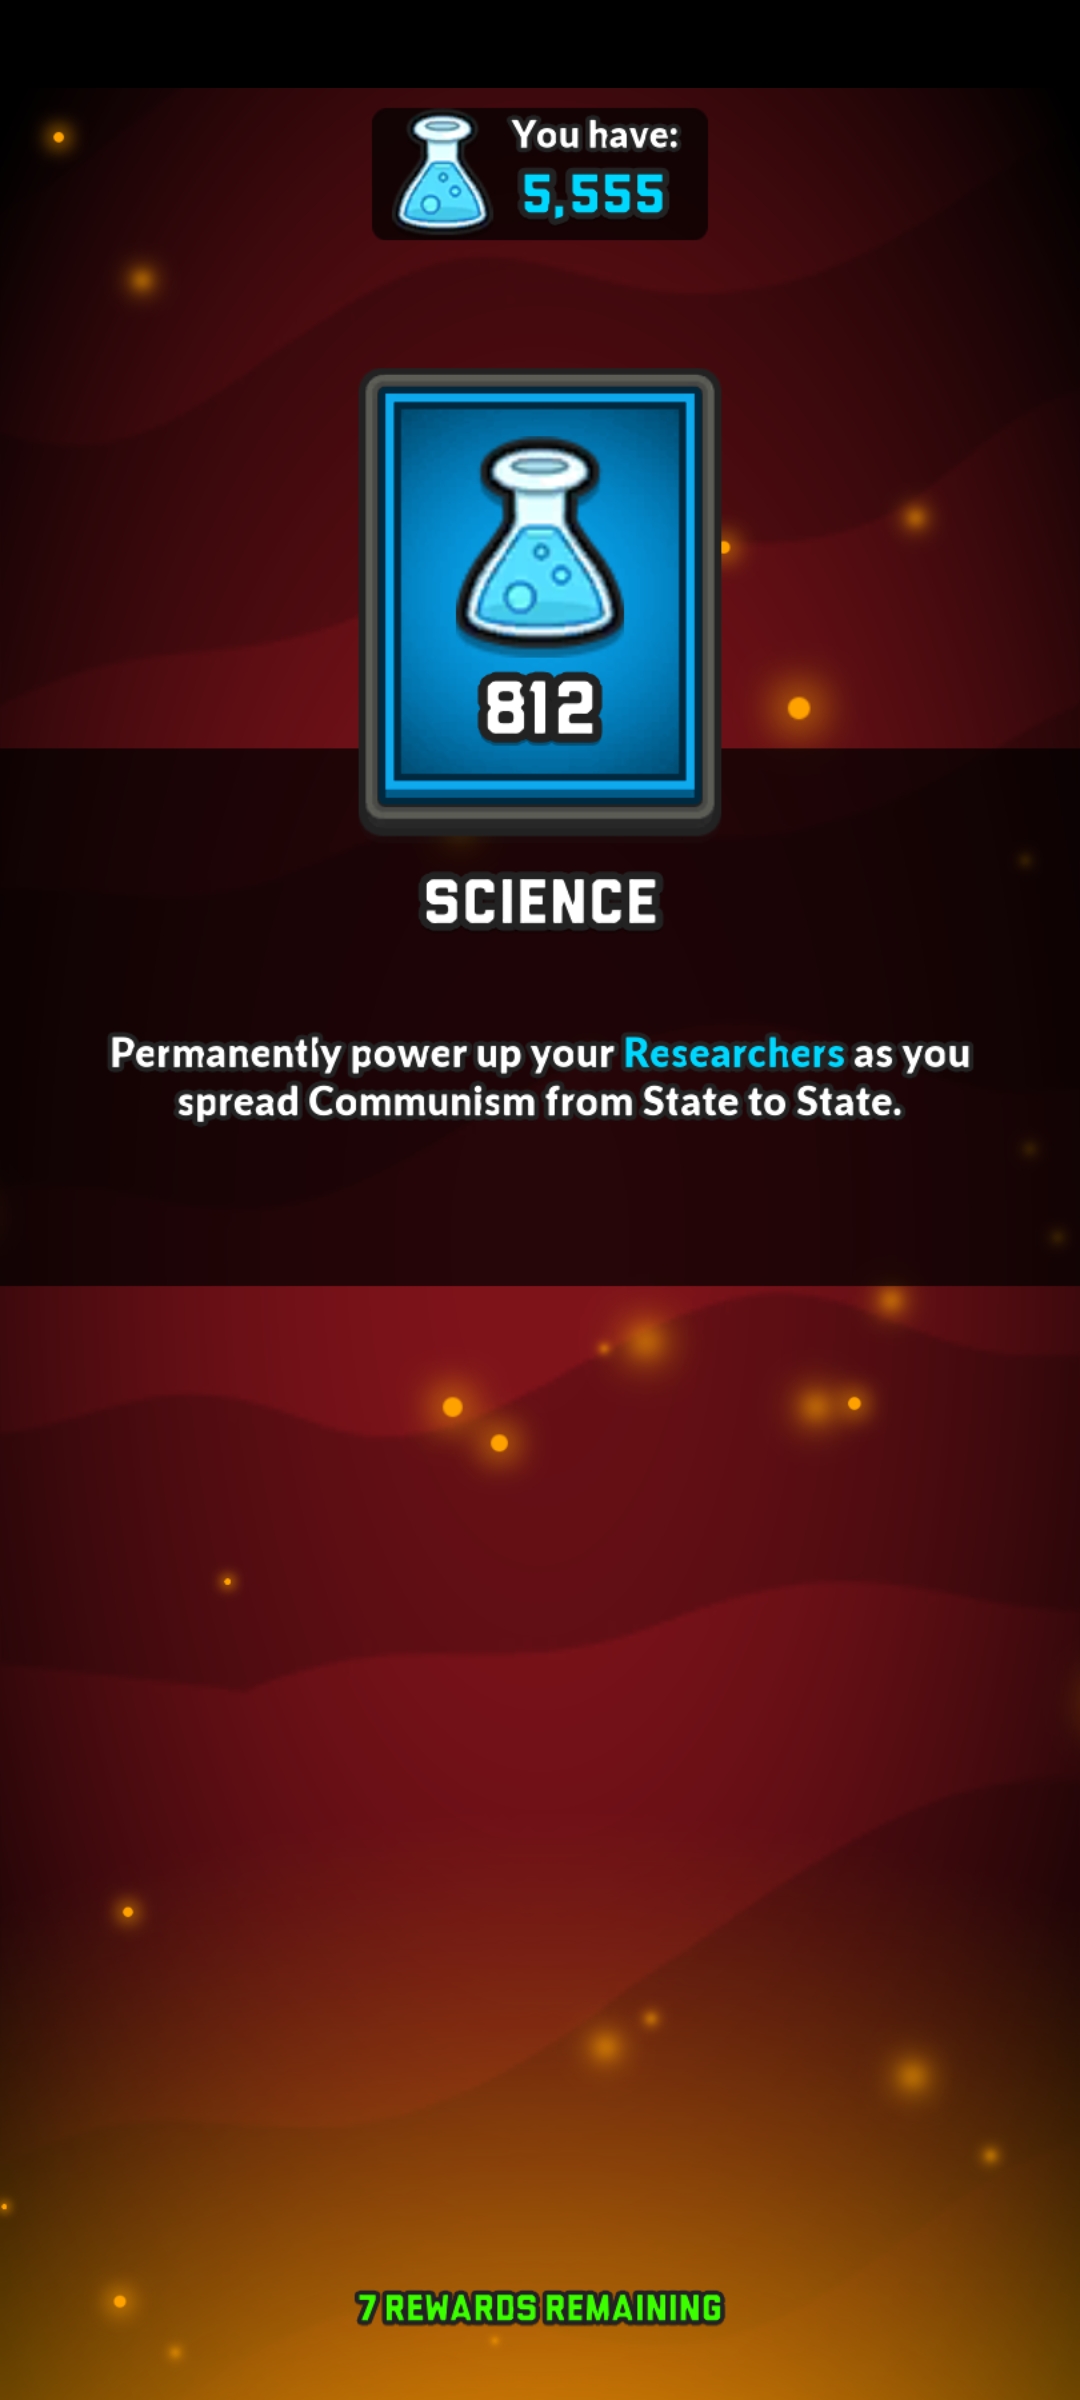 You have:
5,555
812
SCIENCE
Permanently power up your Researchers as you
spread Communism from State to State.
7 REWARDS REMAINING